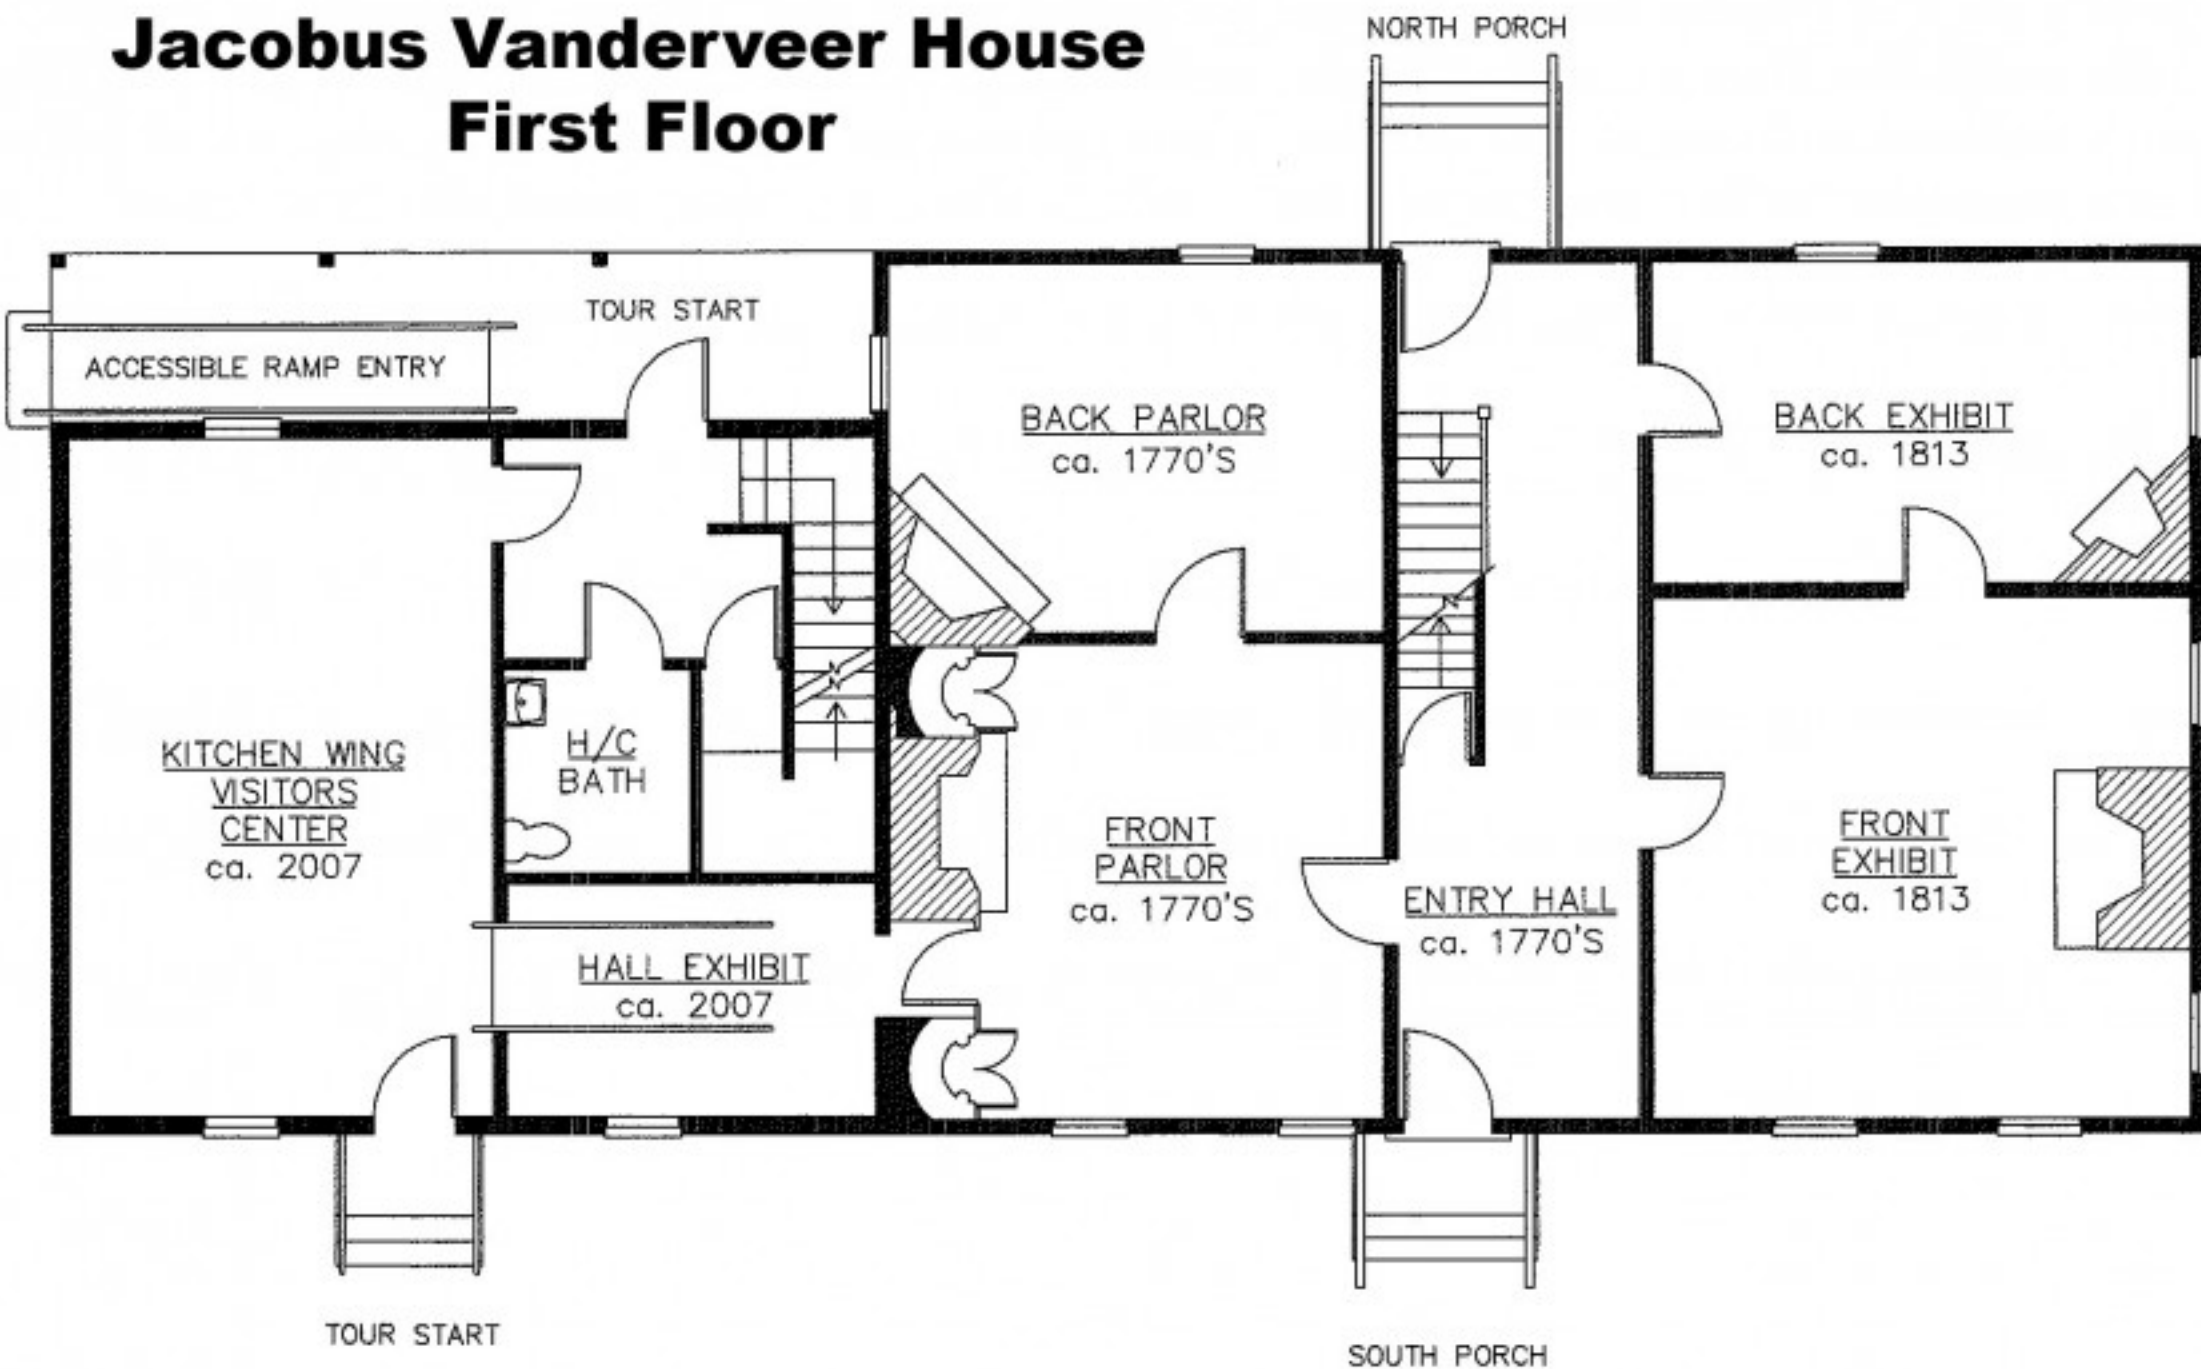 Jacobus Vanderveer House
First Floor
NORTH PORCH
TOUR START
ACCESSIBLE RAMP ENTRY
BACK PARLOR
ca. 1770'S
BACK EXHIBIT
ca. 1813
KITCHEN WING
VISITORS
CENTER
ca. 2007
H/C
BATH
FRONT
PARLOR
ca. 1770'S
ENTRY HALL
ca. 1770'S
FRONT
EXHIBIT
ca. 1813
HALL EXHIBIT
ca. 2007
TOUR START
SOUTH PORCH